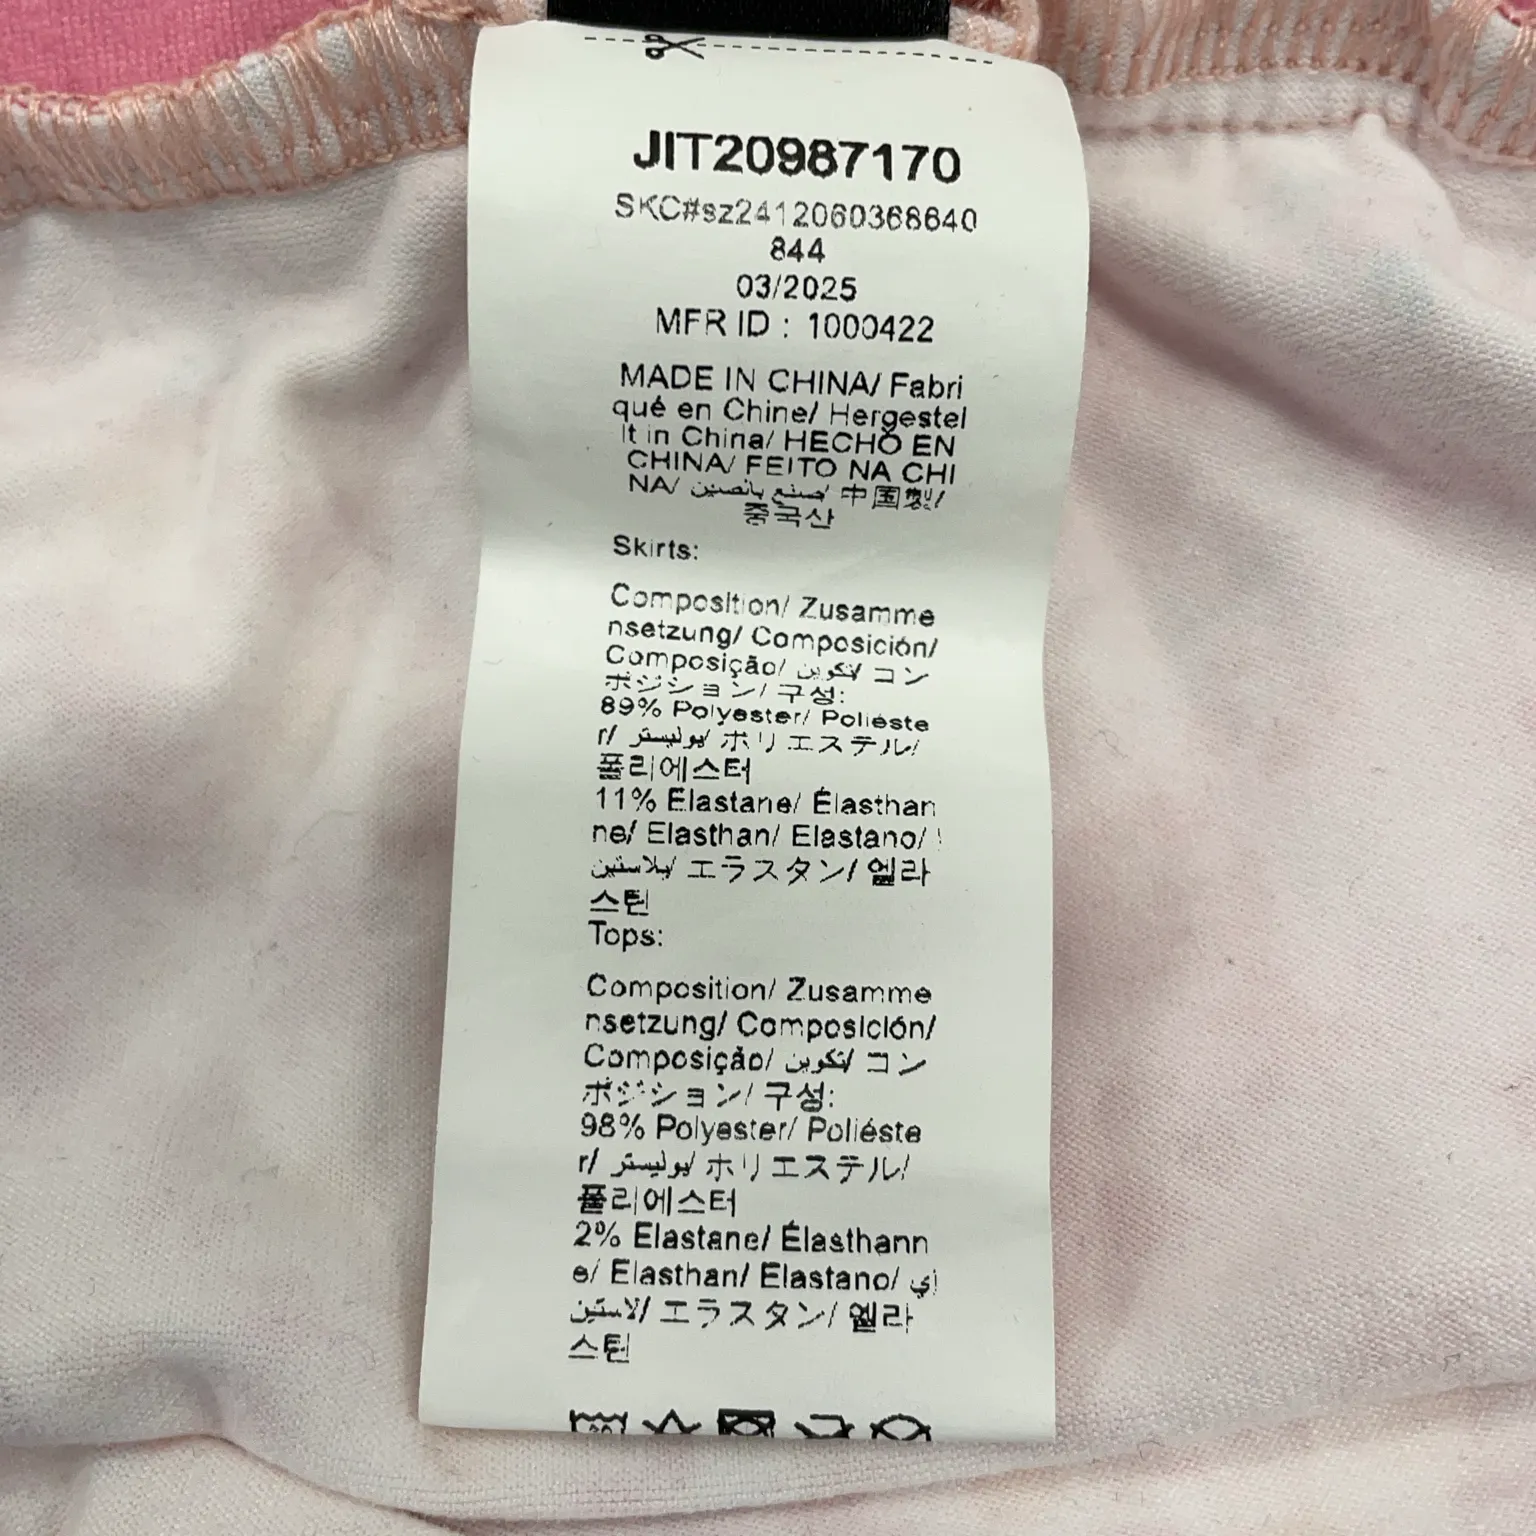 JIT20987170
SKC#sz2412060368640
844
03/2025
MFR ID : 1000422
MADE IN CHINA/ Fabri
qué en Chine/ Hergestel
lt in China/ HECHO EN
CHINA/ FEITO NA CHI
NA/ صنع بالصين/ 中国製/
중국산
Skirts:
Composition/ Zusamme
nsetzung/ Composición/
Composição/ تكوين/ コン
ポジション/ 구성:
89% Polyester/ Poliéste
r/ بوليستر/ ポリエステル/
폴리에스터
11% Elastane/ Élasthan
ne/ Elasthan/ Elastano/
يلاستين/ エラスタン/ 엘라
스틴
Tops:
Composition/ Zusamme
nsetzung/ Composición/
Composição/ تكوين/ コン
ポジション/ 구성:
98% Polyester/ Poliéste
r/ بوليستر/ ポリエステル/
폴리에스터
2% Elastane/ Élasthann
e/ Elasthan/ Elastano/ إي
لاستين/ エラスタン/ 엘라
스틴